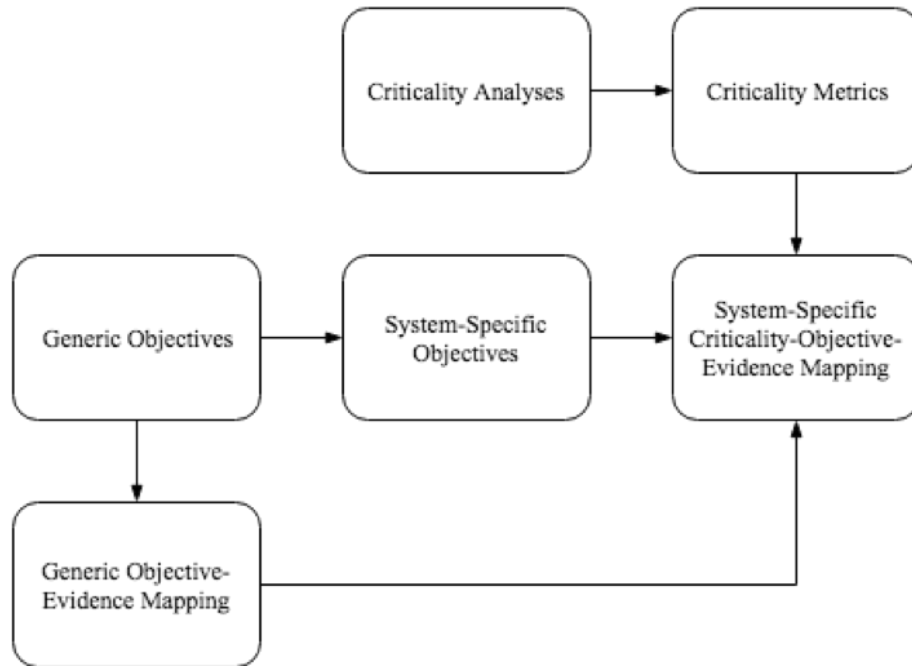 Criticality Analyses
Criticality Metrics
Generic Objectives
System-Specific
Objectives
System-Specific
Criticality-Objective-
Evidence Mapping
Generic Objective-
Evidence Mapping